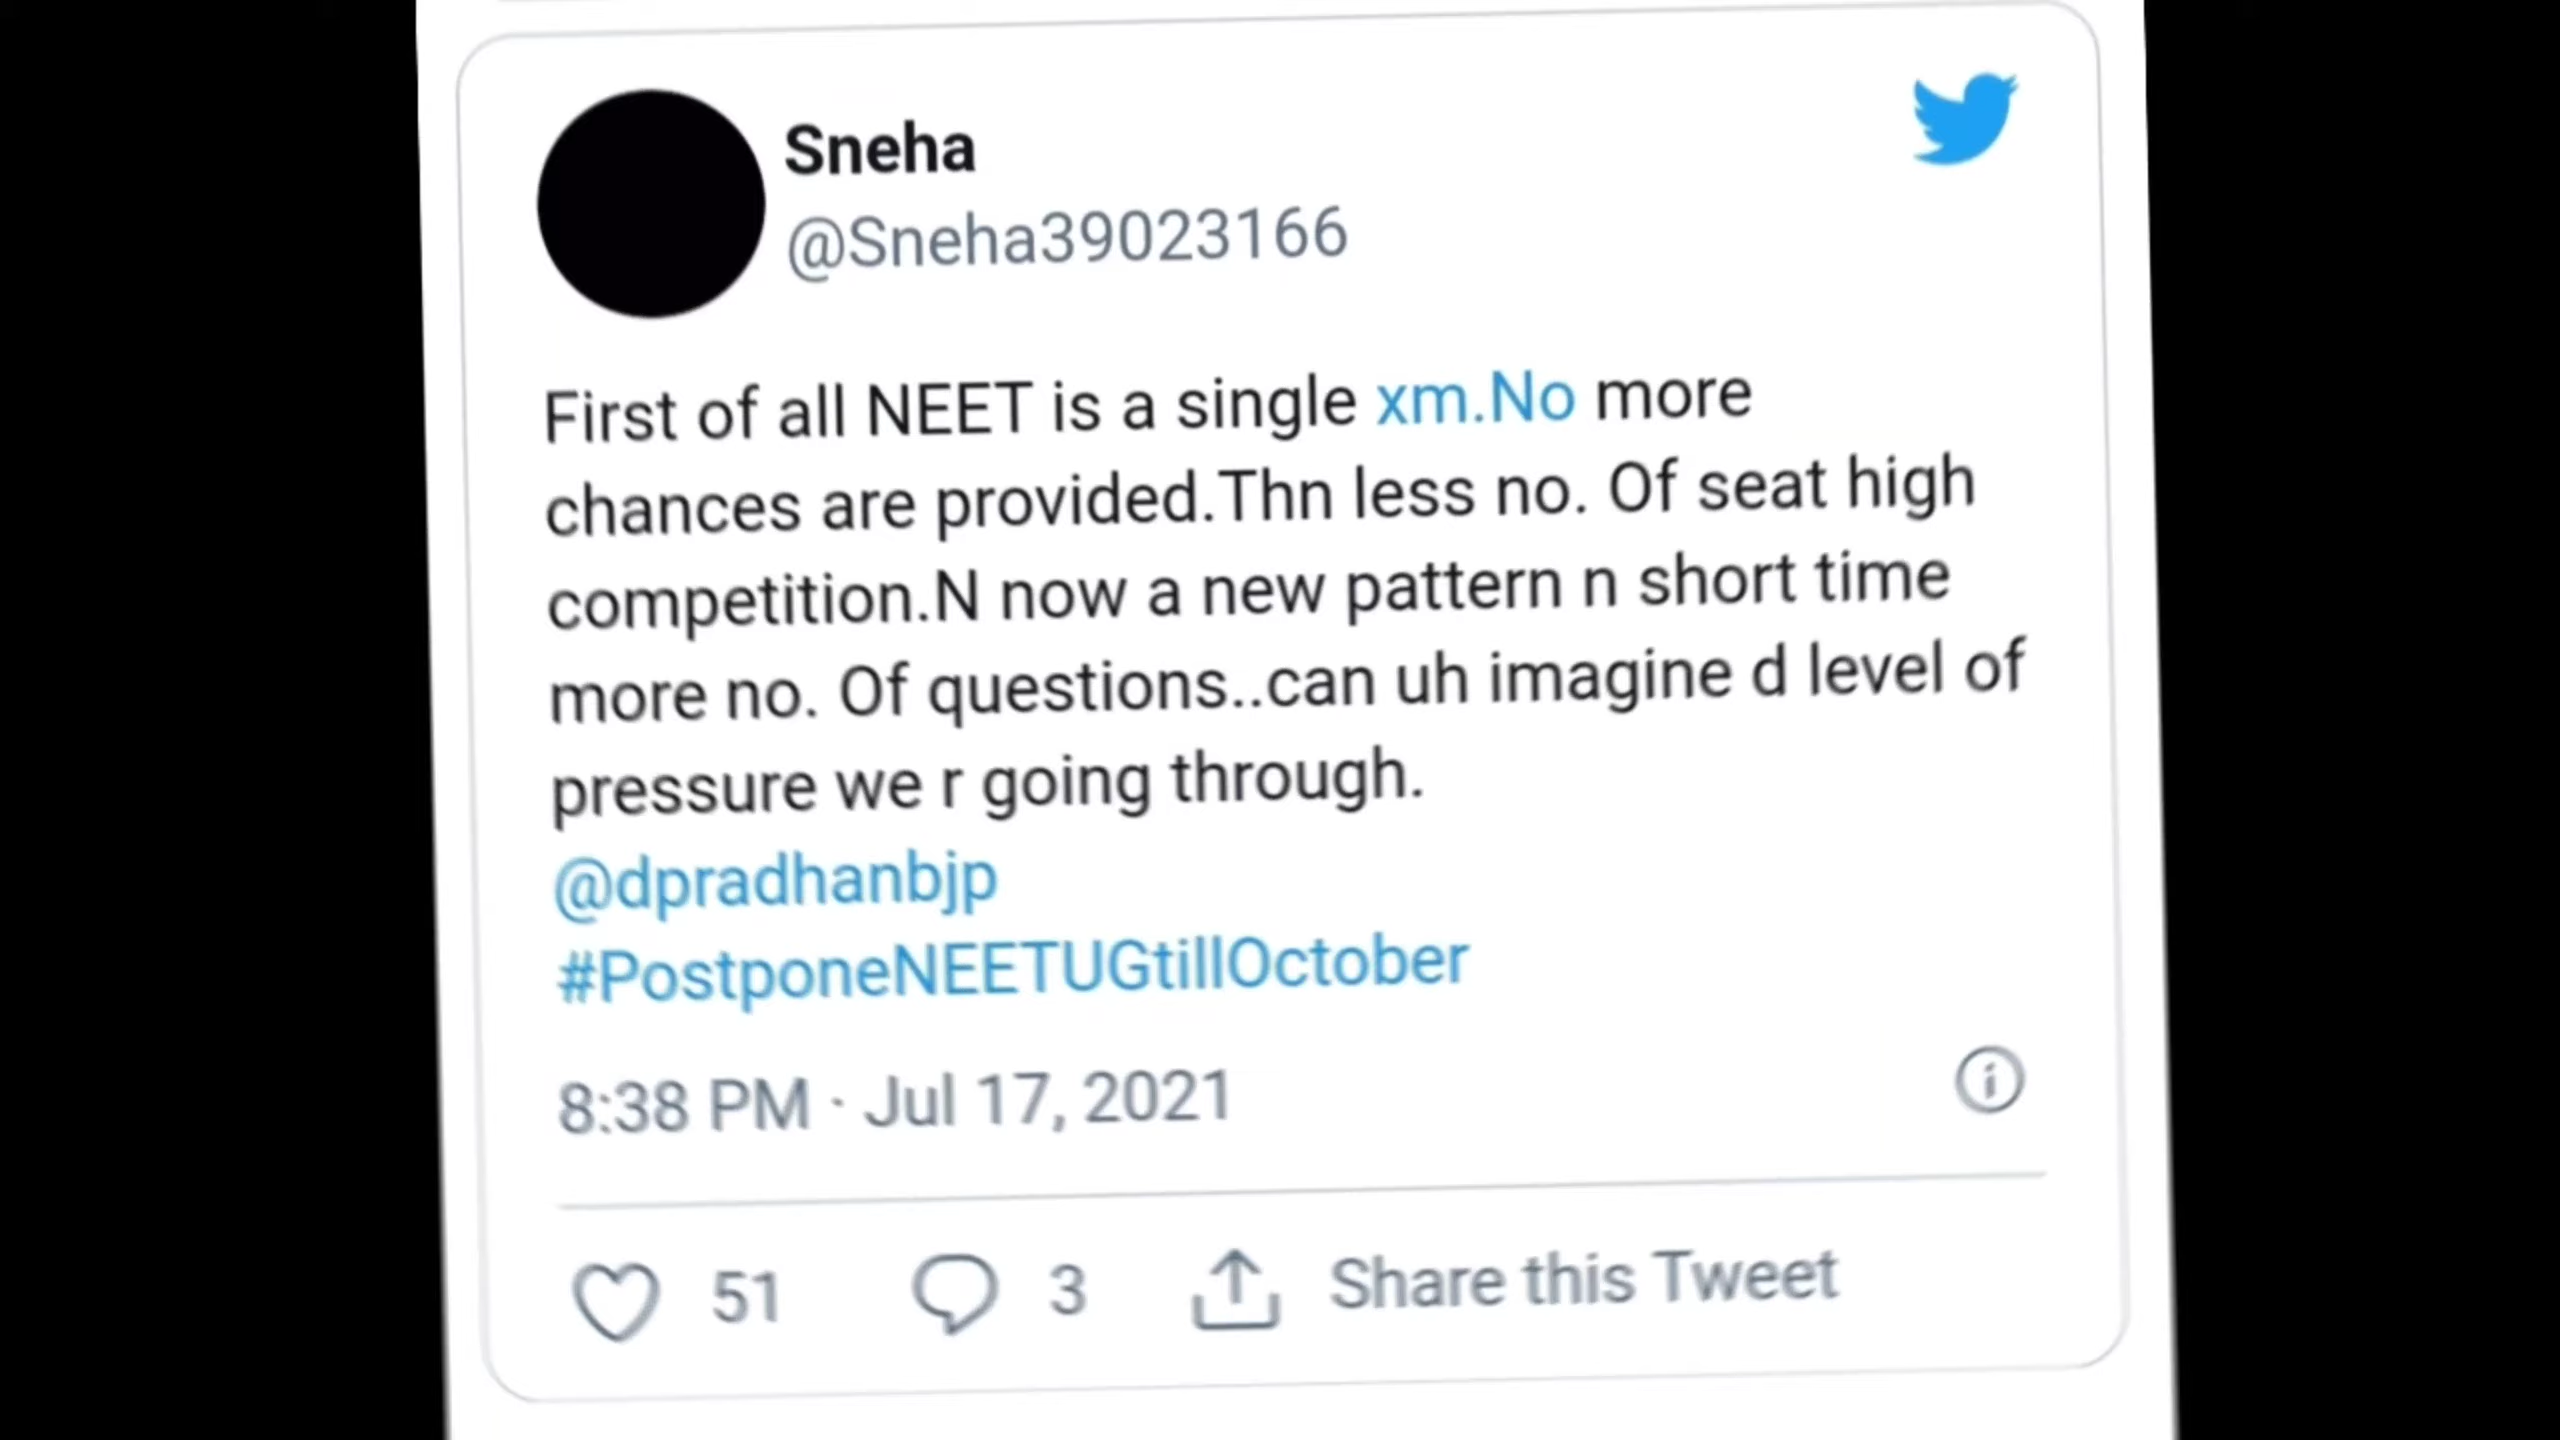 Sneha
@Sneha39023166
First of all NEET is a single xm.No more
chances are provided.Thn less no. Of seat high
competition.N now a new pattern n short time
more no. Of questions..can uh imagine d level of
pressure we r going through.
@dpradhanbjp
#PostponeNEETUGtillOctober
8:38 PM · Jul 17, 2021
51 3 Share this Tweet